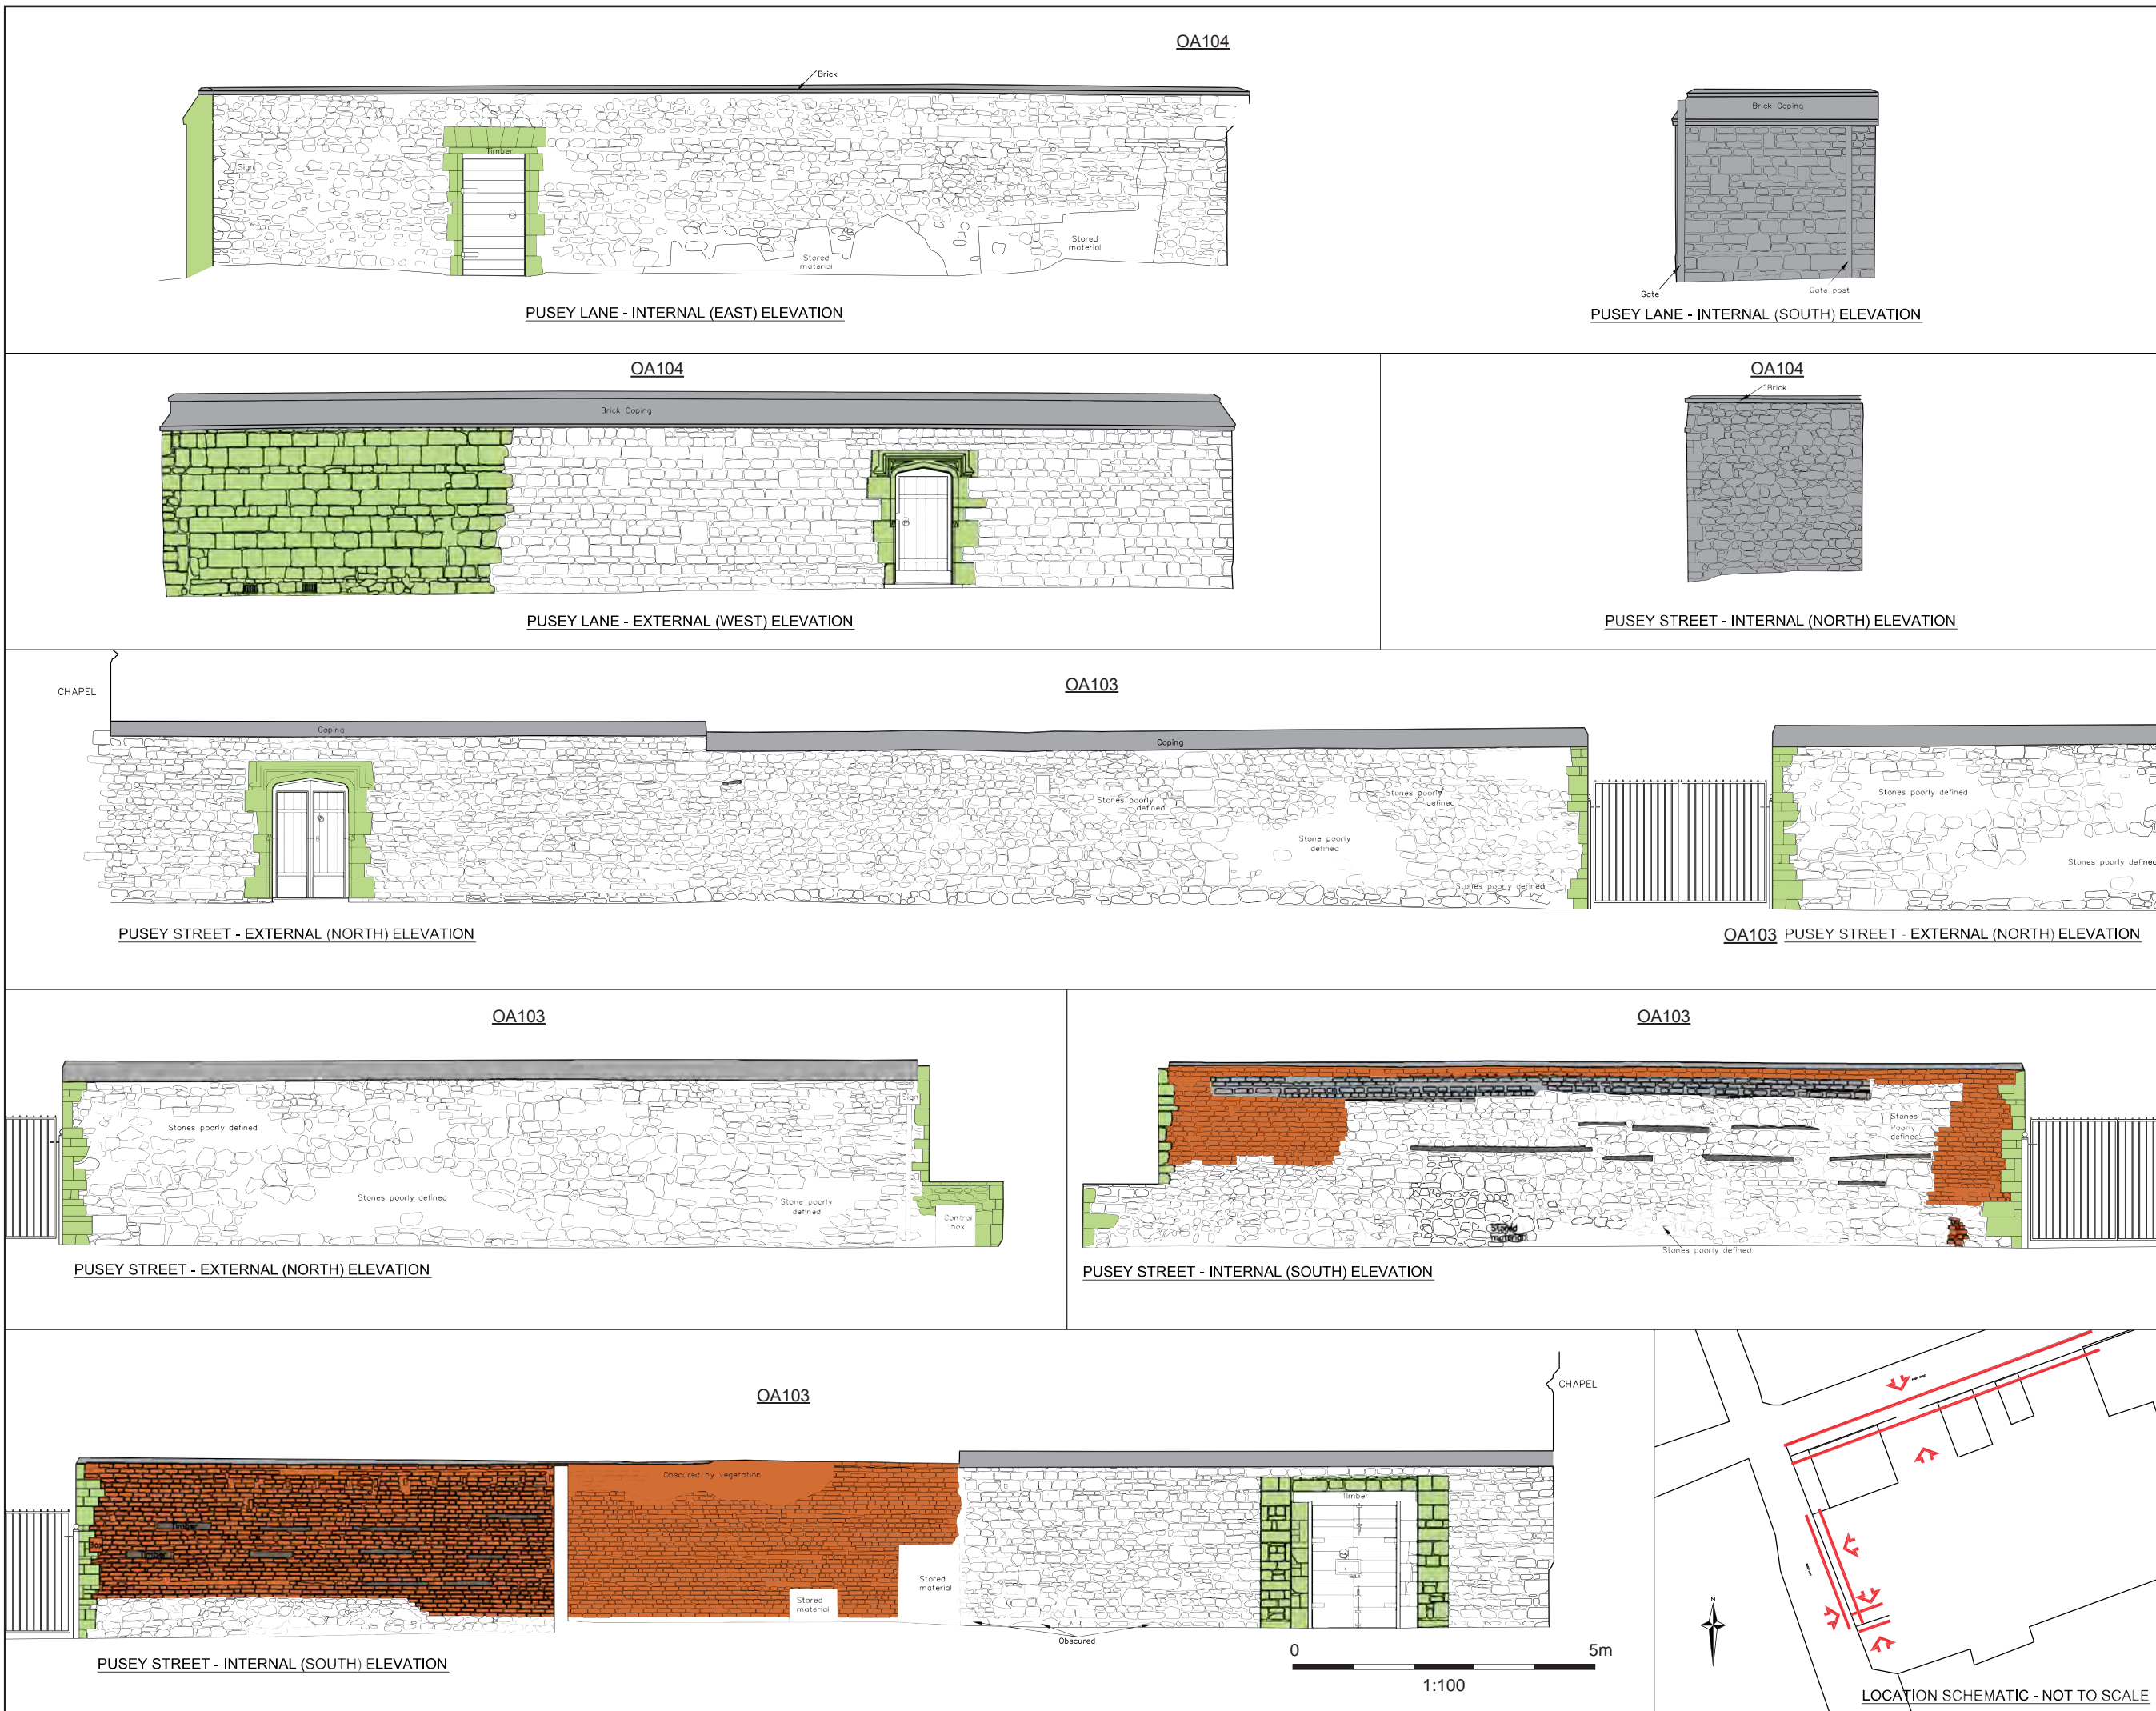 OA104
Brick
Timber
Sign
Stored
material
Stored
material
PUSEY LANE - INTERNAL (EAST) ELEVATION
Brick Coping
Gate
Gate post
PUSEY LANE - INTERNAL (SOUTH) ELEVATION
OA104
Brick Coping
PUSEY LANE - EXTERNAL (WEST) ELEVATION
OA104
Brick
PUSEY STREET - INTERNAL (NORTH) ELEVATION
CHAPEL
OA103
Coping
Coping
Stones poorly
defined
Stones poorly
defined
Stone poorly
defined
Stones poorly defined
Stones poorly defined
Stones poorly defined
PUSEY STREET - EXTERNAL (NORTH) ELEVATION
OA103 PUSEY STREET - EXTERNAL (NORTH) ELEVATION
OA103
Sign
Stones poorly defined
Stones poorly defined
Stone poorly
defined
Control
box
PUSEY STREET - EXTERNAL (NORTH) ELEVATION
OA103
Stones
Poorly
defined
Stored
material
Stones poorly defined
PUSEY STREET - INTERNAL (SOUTH) ELEVATION
OA103
CHAPEL
Obscured by vegetation
Timber
Timber
Box
Timber
Stored
material
Stored
material
Obscured
PUSEY STREET - INTERNAL (SOUTH) ELEVATION
0 5m
1:100
N
LOCATION SCHEMATIC - NOT TO SCALE